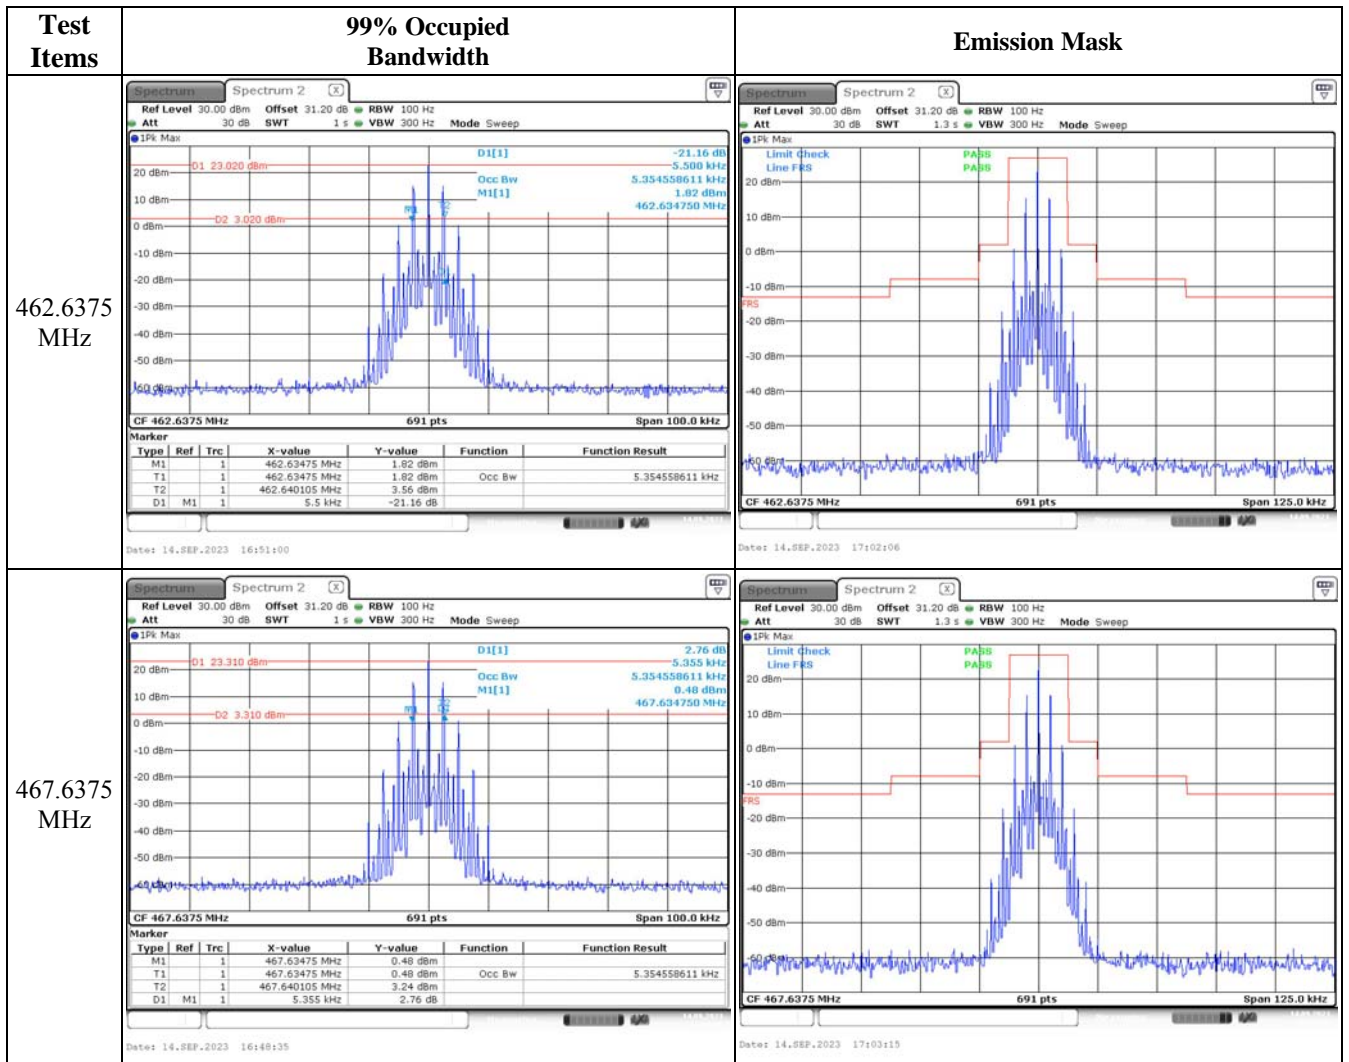 Test Items
99% Occupied Bandwidth
Emission Mask
462.6375 MHz
Spectrum
Spectrum 2 X
Ref Level 30.00 dBm Offset 31.20 dB RBW 100 Hz
Att 30 dB SWT 1 s VBW 300 Hz Mode Sweep
1Pk Max
D1[1] -21.16 dB
5.500 kHz
Occ Bw 5.354558611 kHz
M1[1] 1.82 dBm
462.634750 MHz
D1 23.020 dBm
D2 3.020 dBm
20 dBm
10 dBm
0 dBm
-10 dBm
-20 dBm
-30 dBm
-40 dBm
-50 dBm
-60 dBm
CF 462.6375 MHz 691 pts Span 100.0 kHz
Marker
Type Ref Trc X-value Y-value Function Function Result
M1 1 462.63475 MHz 1.82 dBm
T1 1 462.63475 MHz 1.82 dBm Occ Bw 5.354558611 kHz
T2 1 462.640105 MHz 3.56 dBm
D1 M1 1 5.5 kHz -21.16 dB
Date: 14.SEP.2023 16:51:00
Spectrum
Spectrum 2 X
Ref Level 30.00 dBm Offset 31.20 dB RBW 100 Hz
Att 30 dB SWT 1.3 s VBW 300 Hz Mode Sweep
1Pk Max
Limit Check PASS
Line FRS PASS
20 dBm
10 dBm
0 dBm
-10 dBm
FRS
-20 dBm
-30 dBm
-40 dBm
-50 dBm
-60 dBm
CF 462.6375 MHz 691 pts Span 125.0 kHz
Date: 14.SEP.2023 17:02:06
467.6375 MHz
Spectrum
Spectrum 2 X
Ref Level 30.00 dBm Offset 31.20 dB RBW 100 Hz
Att 30 dB SWT 1 s VBW 300 Hz Mode Sweep
1Pk Max
D1[1] 2.76 dB
5.355 kHz
Occ Bw 5.354558611 kHz
M1[1] 0.48 dBm
467.634750 MHz
D1 23.310 dBm
D2 3.310 dBm
20 dBm
10 dBm
0 dBm
-10 dBm
-20 dBm
-30 dBm
-40 dBm
-50 dBm
-60 dBm
CF 467.6375 MHz 691 pts Span 100.0 kHz
Marker
Type Ref Trc X-value Y-value Function Function Result
M1 1 467.63475 MHz 0.48 dBm
T1 1 467.63475 MHz 0.48 dBm Occ Bw 5.354558611 kHz
T2 1 467.640105 MHz 3.24 dBm
D1 M1 1 5.355 kHz 2.76 dB
Date: 14.SEP.2023 16:48:35
Spectrum
Spectrum 2 X
Ref Level 30.00 dBm Offset 31.20 dB RBW 100 Hz
Att 30 dB SWT 1.3 s VBW 300 Hz Mode Sweep
1Pk Max
Limit Check PASS
Line FRS PASS
20 dBm
10 dBm
0 dBm
-10 dBm
FRS
-20 dBm
-30 dBm
-40 dBm
-50 dBm
-60 dBm
CF 467.6375 MHz 691 pts Span 125.0 kHz
Date: 14.SEP.2023 17:03:15